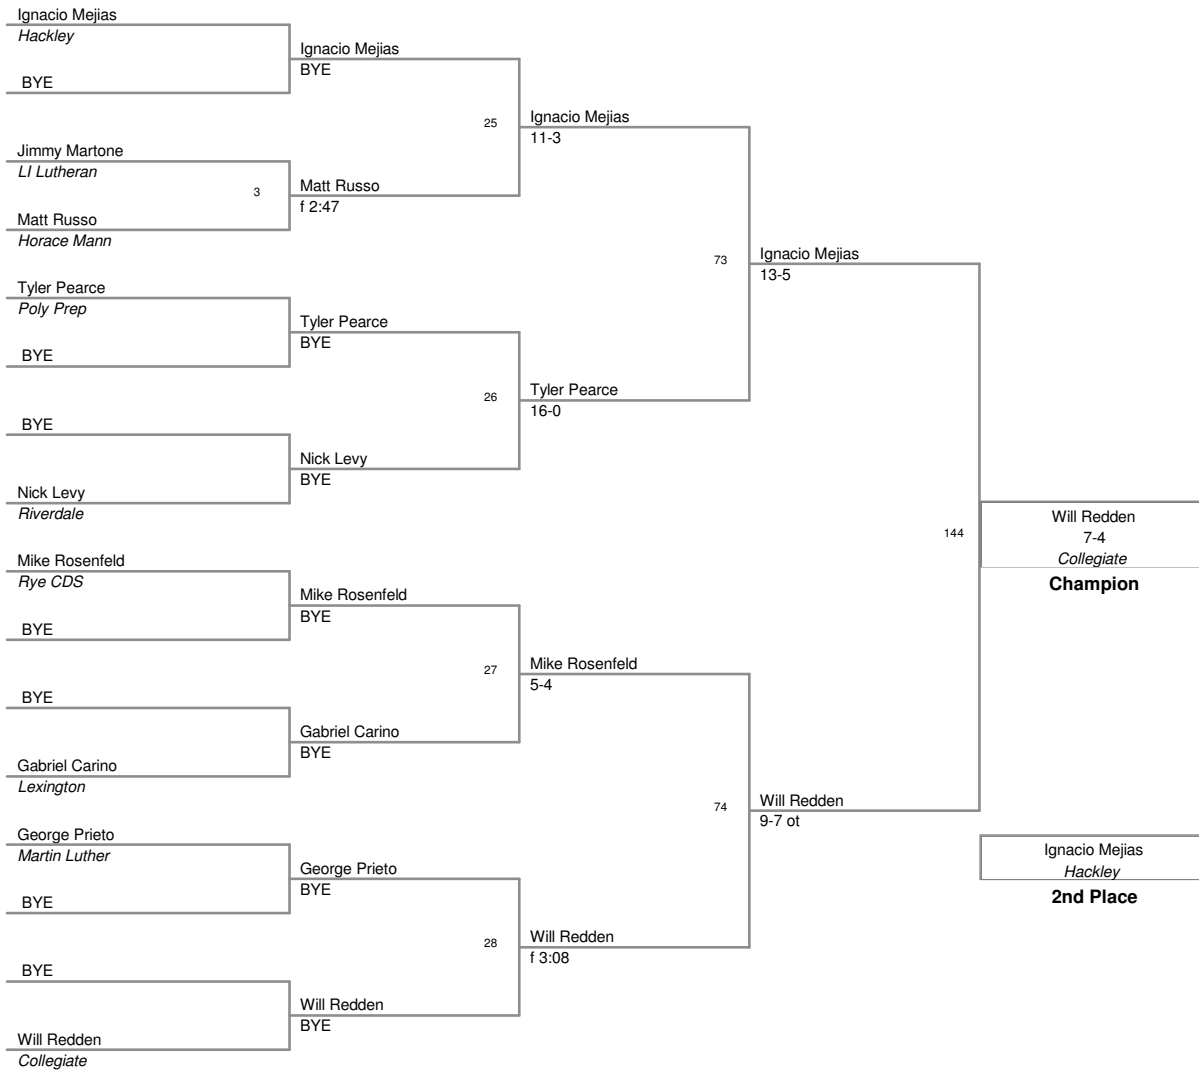 Ignacio Mejias
Hackley
BYE
Jimmy Martone
LI Lutheran
3
Matt Russo
Horace Mann
Tyler Pearce
Poly Prep
BYE
BYE
Nick Levy
Riverdale
Mike Rosenfeld
Rye CDS
BYE
BYE
Gabriel Carino
Lexington
George Prieto
Martin Luther
BYE
BYE
Will Redden
Collegiate
Ignacio Mejias
BYE
25
Matt Russo
f 2:47
Tyler Pearce
BYE
26
Nick Levy
BYE
Mike Rosenfeld
BYE
27
Gabriel Carino
BYE
George Prieto
BYE
28
Will Redden
BYE
Ignacio Mejias
11-3
73
Tyler Pearce
16-0
Mike Rosenfeld
5-4
74
Will Redden
f 3:08
Ignacio Mejias
13-5
144
Will Redden
9-7 ot
Will Redden
7-4
Collegiate
Champion
Ignacio Mejias
Hackley
2nd Place